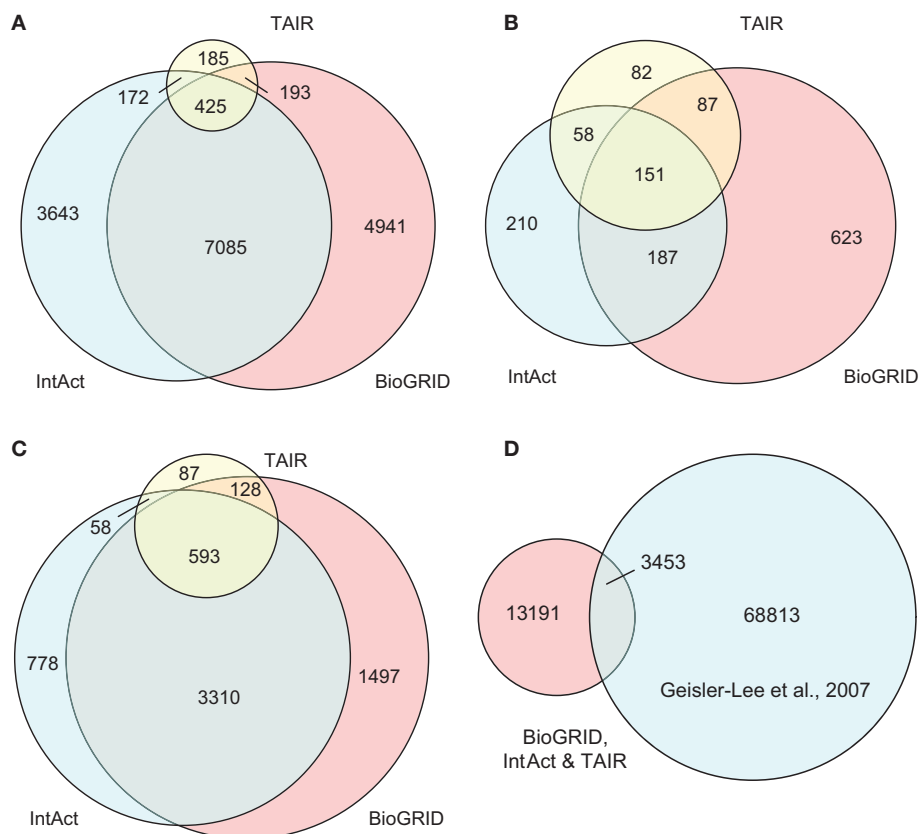 A
TAIR
185
172
193
425
3643
7085
4941
IntAct
BioGRID
B
TAIR
82
87
58
151
210
187
623
IntAct
BioGRID
C
TAIR
87
128
58
593
778
3310
1497
IntAct
BioGRID
D
3453
13191
68813
Geisler-Lee et al., 2007
BioGRID,
IntAct & TAIR